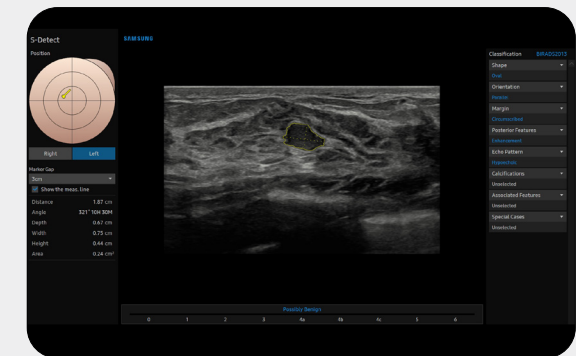 S-Detect
SAMSUNG
Position
Right Left
Marker Gap
3cm
Show the meas. line
Distance 1.87 cm
Angle 321° 10H 30M
Depth 0.67 cm
Width 0.75 cm
Height 0.44 cm
Area 0.24 cm²
Classification BIRADS2013
Shape
Oval
Orientation
Parallel
Margin
Circumscribed
Posterior Features
Enhancement
Echo Pattern
Hypoechoic
Calcifications
Unselected
Associated Features
Unselected
Special Cases
Unselected
Possibly Benign
0 1 2 3 4a 4b 4c 5 6